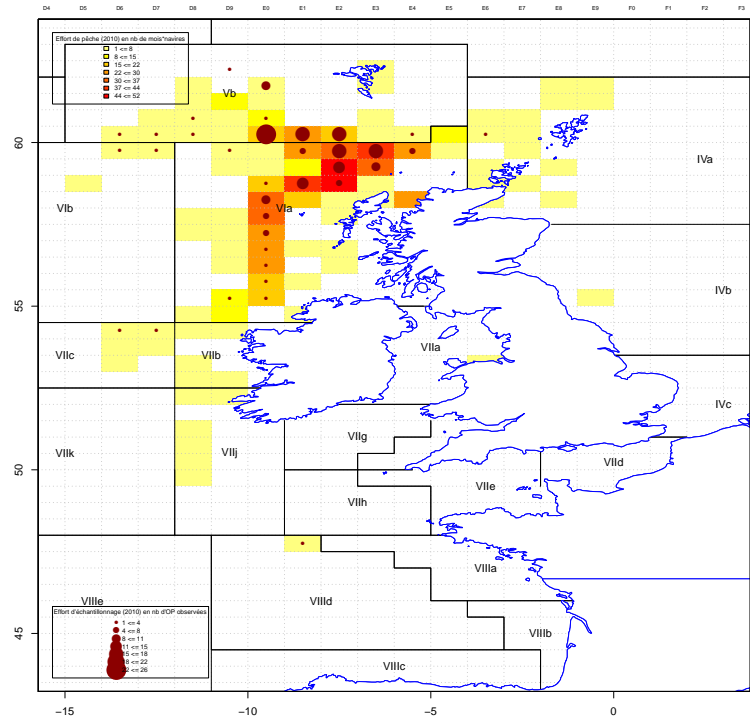 D4 D5 D6 D7 D8 D9 E0 E1 E2 E3 E4 E5 E6 E7 E8 E9 F0 F1 F2 F3
Effort de pêche (2010) en nb de mois*navires
1 <= 8
8 <= 15
15 <= 22
22 <= 30
30 <= 37
37 <= 44
44 <= 52
Vb
60
IVa
VIb
VIa
IVb
55
VIIc
VIIb
VIIa
IVc
VIIg
VIIk
VIIj
VIId
50
VIIe
VIIh
VIIIa
VIIIe
VIIId
Effort d'échantillonnage (2010) en nb d'OP observées
1 <= 4
4 <= 8
8 <= 11
11 <= 15
15 <= 18
18 <= 22
<= 26
45
VIIIb
VIIIc
−15 −10 −5 0